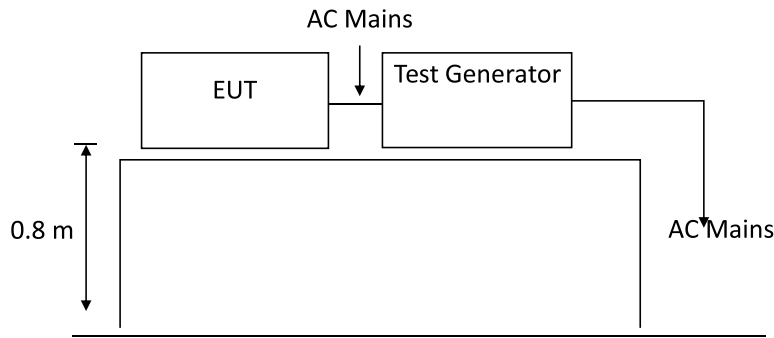 AC Mains
EUT
Test Generator
0.8 m
AC Mains